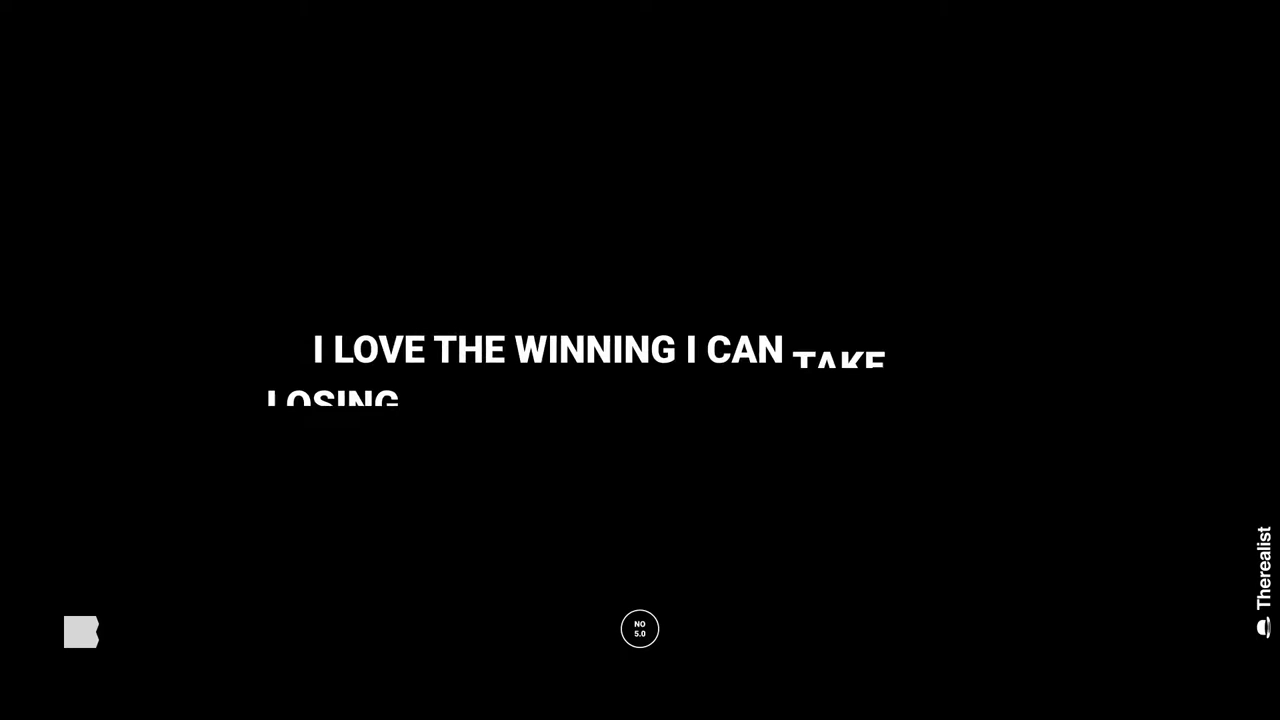 I LOVE THE WINNING I CAN TAKE
LOSING
NO
5.0
Therealist